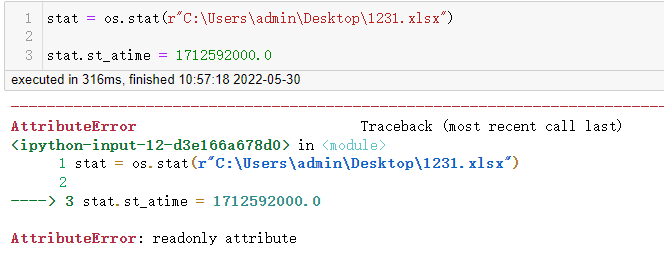 1 stat = os.stat(r"C:\Users\admin\Desktop\1231.xlsx")
2
3 stat.st_atime = 1712592000.0
executed in 316ms, finished 10:57:18 2022-05-30
---------------------------------------------------------------------------
AttributeError                            Traceback (most recent call last)
<ipython-input-12-d3e166a678d0> in <module>
      1 stat = os.stat(r"C:\Users\admin\Desktop\1231.xlsx")
      2
----> 3 stat.st_atime = 1712592000.0
AttributeError: readonly attribute